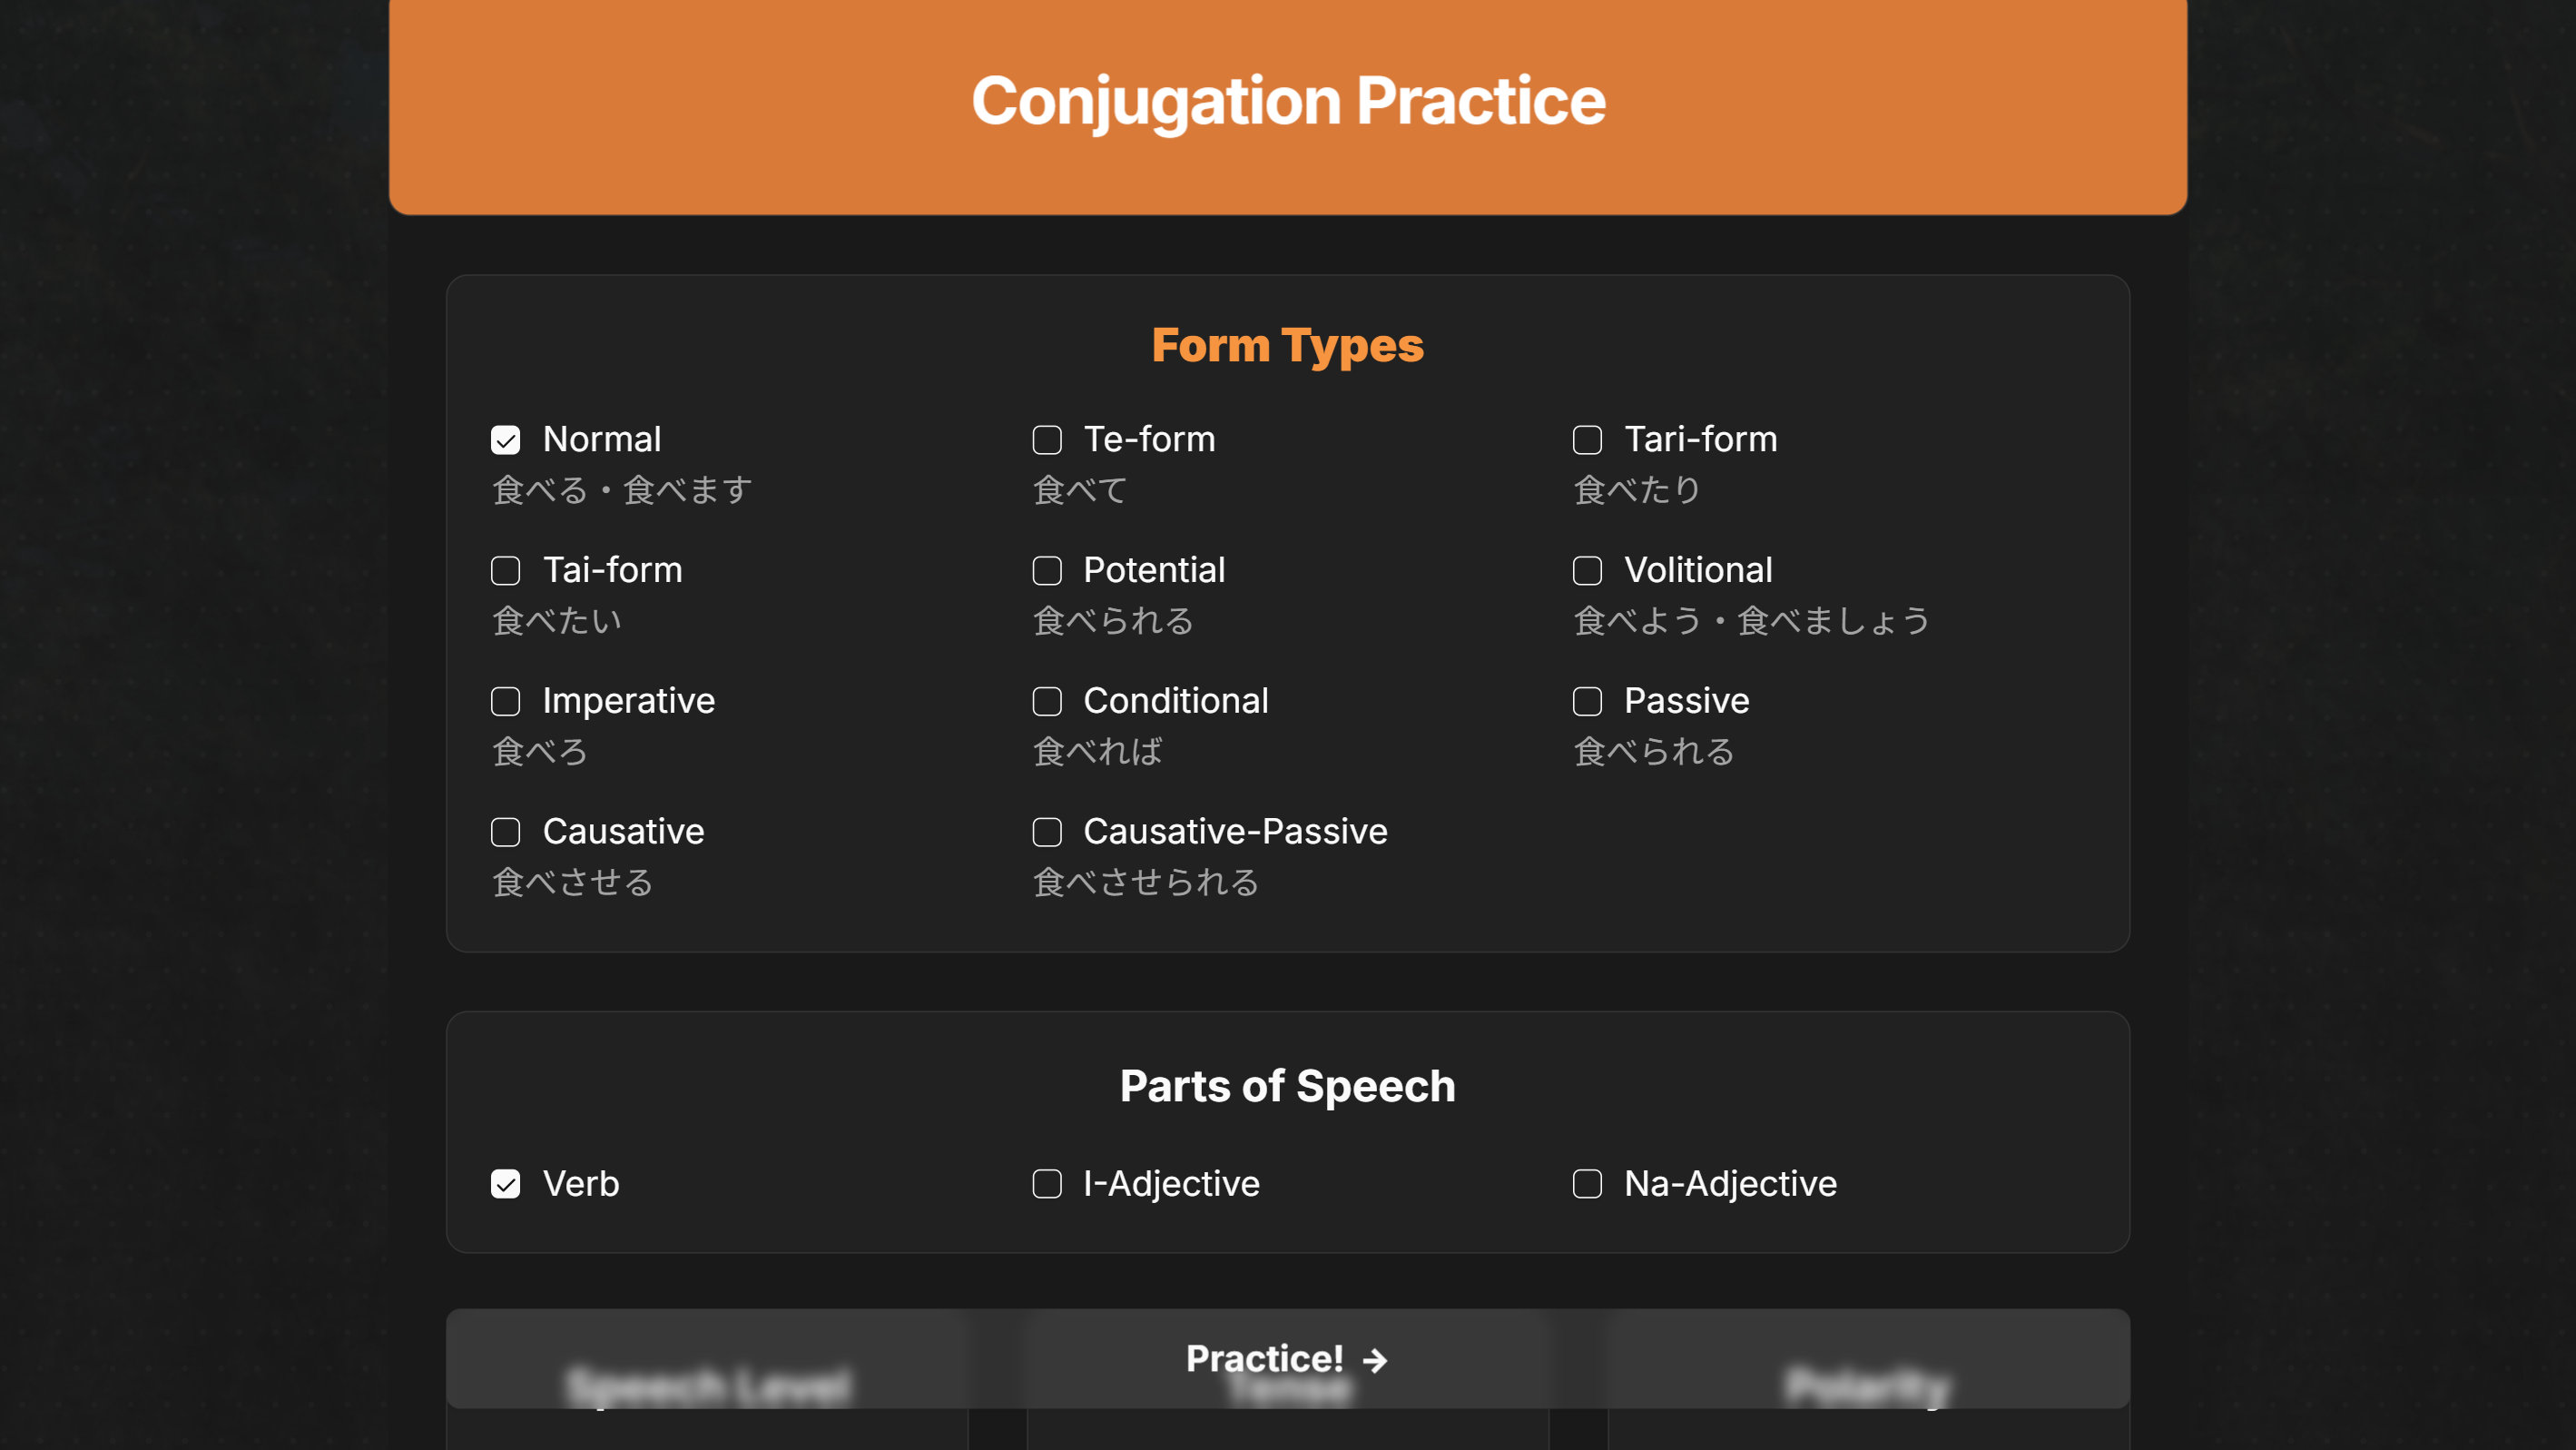 Conjugation Practice
Form Types
Normal
食べる・食べます
Te-form
食べて
Tari-form
食べたり
Tai-form
食べたい
Potential
食べられる
Volitional
食べよう・食べましょう
Imperative
食べろ
Conditional
食べれば
Passive
食べられる
Causative
食べさせる
Causative-Passive
食べさせられる
Parts of Speech
Verb
I-Adjective
Na-Adjective
Practice! →
Speech Level
Tense
Polarity